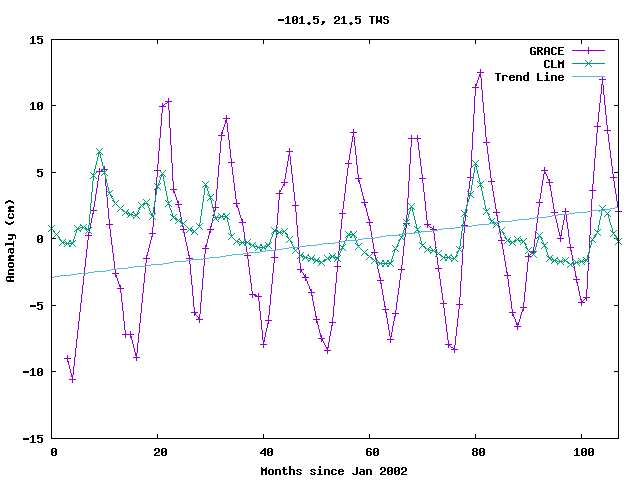 -101.5, 21.5 TWS
15
10
5
0
-5
-10
-15
Anomaly (cm)
GRACE
CLM
Trend Line
0 20 40 60 80 100
Months since Jan 2002